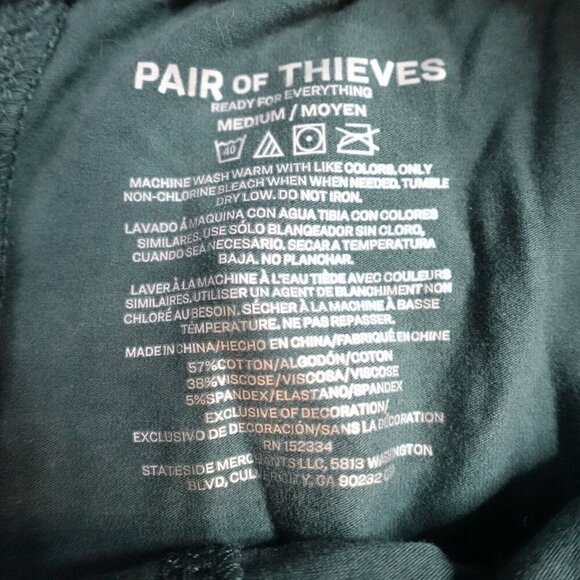 PAIR OF THIEVES
READY FOR EVERYTHING
MEDIUM / MOYEN
40
MACHINE WASH WARM WITH LIKE COLORS. ONLY
NON-CHLORINE BLEACH WHEN WHEN NEEDED. TUMBLE
DRY LOW. DO NOT IRON.
LAVADO A MAQUINA CON AGUA TIBIA CON COLORES
SIMILARES. USE SÓLO BLANQEADOR SIN CLORO,
CUANDO SEA NECESARIO. SECAR A TEMPERATURA
BAJA. NO PLANCHAR.
LAVER À LA MACHINE À L'EAU TIÈDE AVEC COULEURS
SIMILAIRES. UTILISER UN AGENT DE BLANCHIMENT NON
CHLORÉ AU BESOIN. SÉCHER À LA MACHINE À BASSE
TEMPÉRATURE. NE PAS REPASSER.
MADE IN CHINA/HECHO EN CHINA/FABRIQUÉ EN CHINE
57%COTTON/ALGODÓN/COTON
38%VISCOSE/VISCOSA/VISCOSE
5%SPANDEX/ELASTANO/SPANDEX
EXCLUSIVE OF DECORATION/
EXCLUSIVO DE DECORACIÓN/SANS LA DÉCORATION
RN 152334
STATESIDE MERCHANTS LLC, 5813 WASHINGTON
BLVD, CULVER CITY, CA 90232